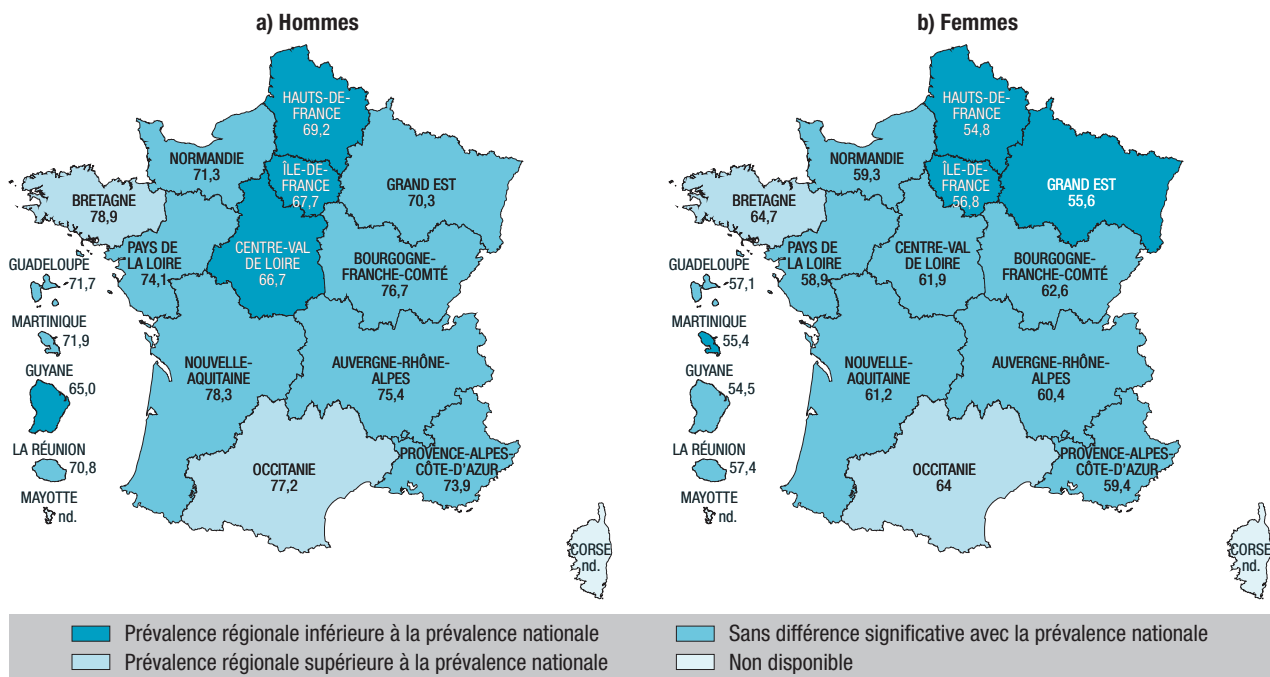 a) Hommes
HAUTS-DE-
FRANCE
69,2
NORMANDIE
71,3
ÎLE-DE-
FRANCE
67,7
GRAND EST
70,3
BRETAGNE
78,9
PAYS DE
LA LOIRE
74,1
CENTRE-VAL
DE LOIRE
66,7
BOURGOGNE-
FRANCHE-COMTÉ
76,7
GUADELOUPE
71,7
MARTINIQUE
71,9
GUYANE
65,0
LA RÉUNION
70,8
MAYOTTE
nd.
NOUVELLE-
AQUITAINE
78,3
AUVERGNE-RHÔNE-
ALPES
75,4
OCCITANIE
77,2
PROVENCE-ALPES-
CÔTE-D'AZUR
73,9
CORSE
nd.
b) Femmes
HAUTS-DE-
FRANCE
54,8
NORMANDIE
59,3
ÎLE-DE-
FRANCE
56,8
GRAND EST
55,6
BRETAGNE
64,7
PAYS DE
LA LOIRE
58,9
CENTRE-VAL
DE LOIRE
61,9
BOURGOGNE-
FRANCHE-COMTÉ
62,6
GUADELOUPE
57,1
MARTINIQUE
55,4
GUYANE
54,5
LA RÉUNION
57,4
MAYOTTE
nd.
NOUVELLE-
AQUITAINE
61,2
AUVERGNE-RHÔNE-
ALPES
60,4
OCCITANIE
64
PROVENCE-ALPES-
CÔTE-D'AZUR
59,4
CORSE
nd.
Prévalence régionale inférieure à la prévalence nationale
Prévalence régionale supérieure à la prévalence nationale
Sans différence significative avec la prévalence nationale
Non disponible